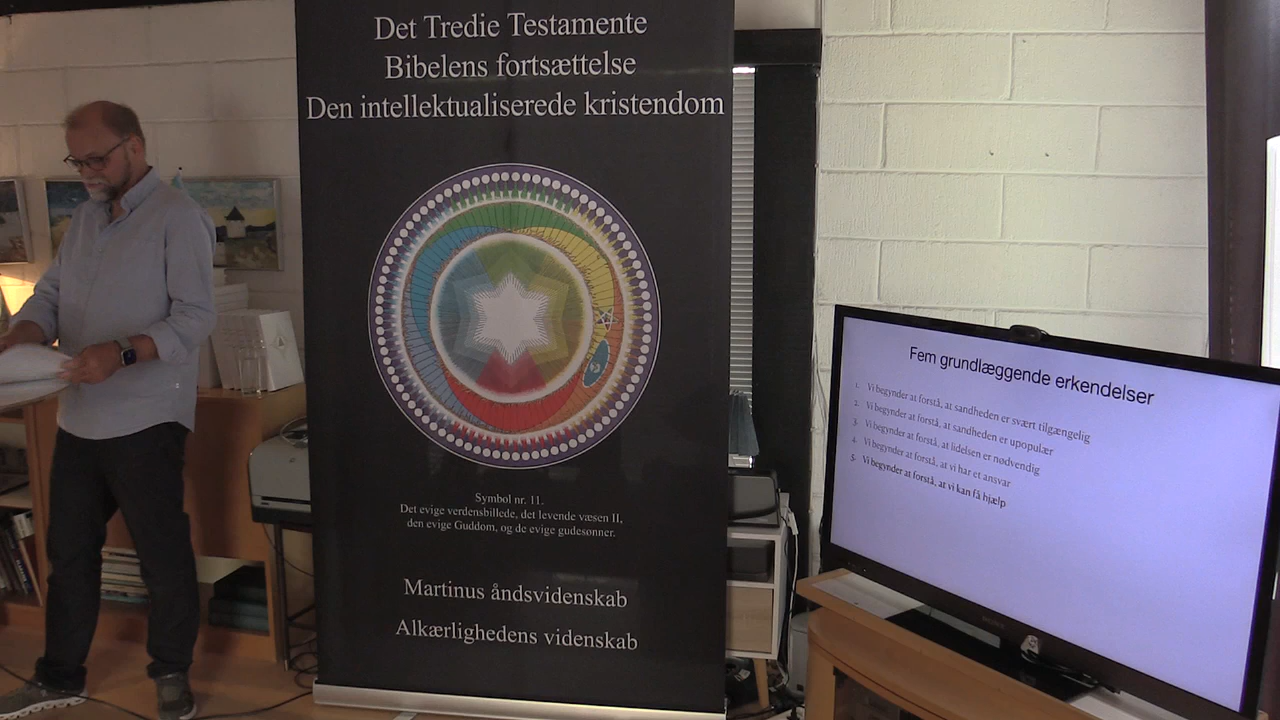 Det Tredie Testamente
Bibelens fortsættelse
Den intellektualiserede kristendom
Symbol nr. 11.
Det evige verdensbillede, det levende væsen II,
den evige Guddom, og de evige gudesønner.
Martinus åndsvidenskab
Alkærlighedens videnskab
Fem grundlæggende erkendelser
1. Vi begynder at forstå, at sandheden er svært tilgængelig
2. Vi begynder at forstå, at sandheden er upopulær
3. Vi begynder at forstå, at lidelsen er nødvendig
4. Vi begynder at forstå, at vi har et ansvar
5. Vi begynder at forstå, at vi kan få hjælp